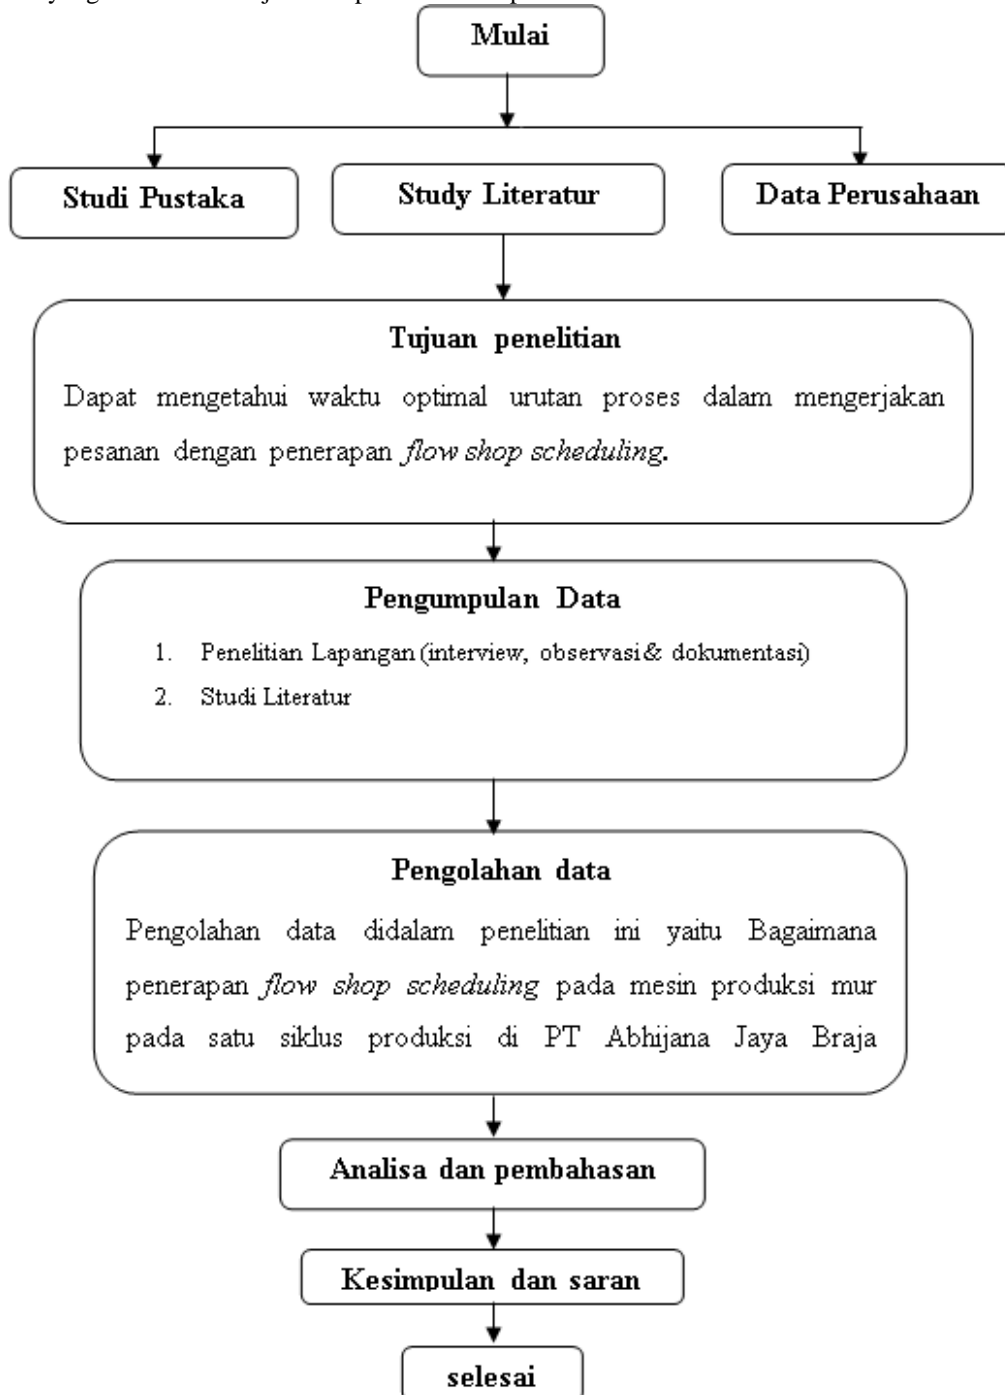 Mulai
Studi Pustaka
Study Literatur
Data Perusahaan
Tujuan penelitian
Dapat mengetahui waktu optimal urutan proses dalam mengerjakan
pesanan dengan penerapan flow shop scheduling.
Pengumpulan Data
1. Penelitian Lapangan (interview, observasi & dokumentasi)
2. Studi Literatur
Pengolahan data
Pengolahan data didalam penelitian ini yaitu Bagaimana
penerapan flow shop scheduling pada mesin produksi mur
pada satu siklus produksi di PT Abhijana Jaya Braja
Analisa dan pembahasan
Kesimpulan dan saran
selesai